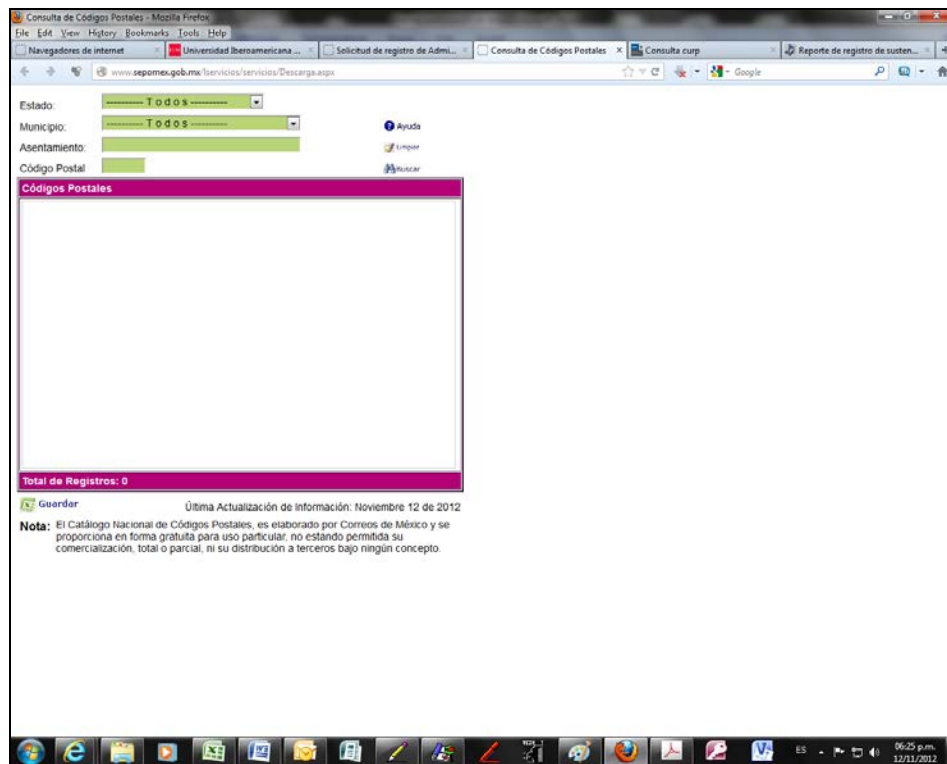 Consulta de Códigos Postales - Mozilla Firefox
File Edit View History Bookmarks Tools Help
Navegadores de internet
Universidad Iberoamericana ...
Solicitud de registro de Admi...
Consulta de Códigos Postales
Consulta curp
Reporte de registro de susten...
www.sepomex.gob.mx/lservicios/servicios/Descarga.aspx
Google
Estado: ---------- T o d o s ----------
Municipio: ---------- T o d o s ----------
Ayuda
Asentamiento:
Limpiar
Código Postal
Buscar
Códigos Postales
Total de Registros: 0
Guardar
Última Actualización de Información: Noviembre 12 de 2012
Nota: El Catálogo Nacional de Códigos Postales, es elaborado por Correos de México y se
proporciona en forma gratuita para uso particular, no estando permitida su
comercialización, total o parcial, ni su distribución a terceros bajo ningún concepto.
ES
06:25 p.m.
12/11/2012